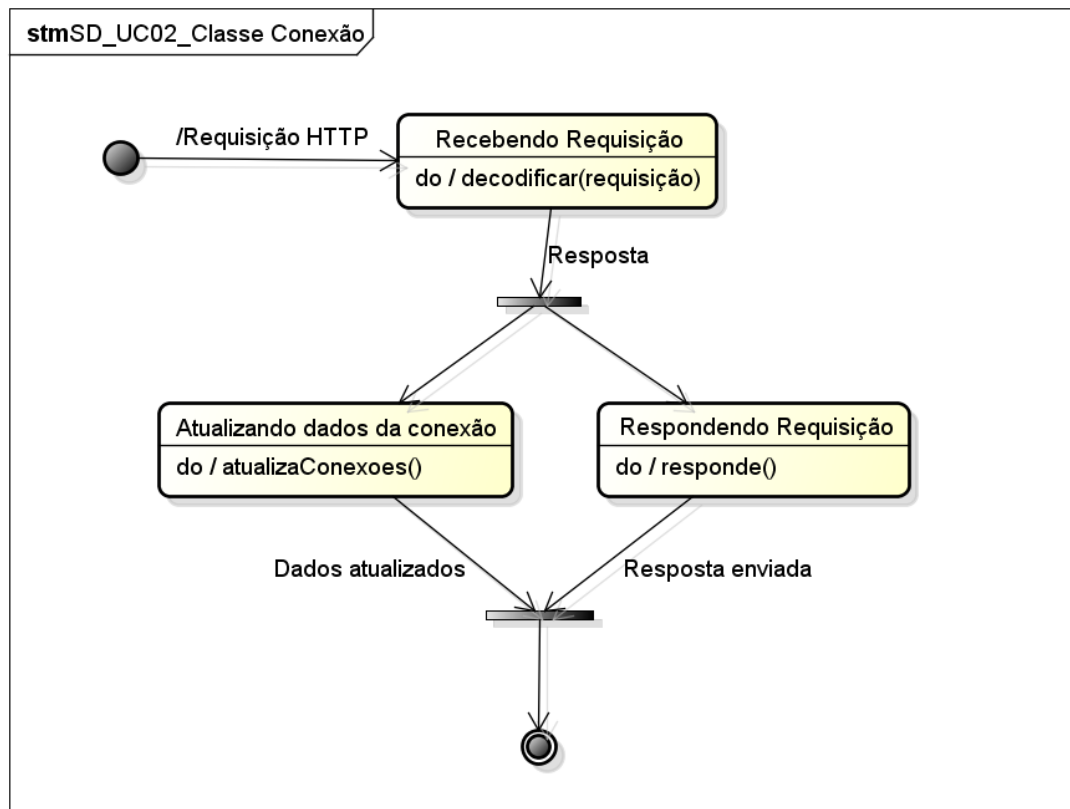 stmSD_UC02_Classe Conexão
/Requisição HTTP
Recebendo Requisição
do / decodificar(requisição)
Resposta
Atualizando dados da conexão
do / atualizaConexoes()
Respondendo Requisição
do / responde()
Dados atualizados
Resposta enviada